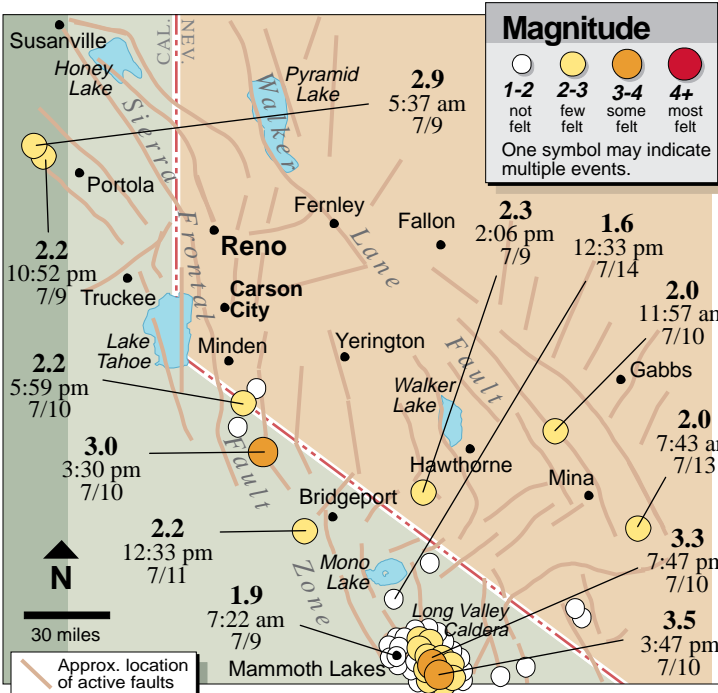 Susanville
Honey
Lake
CAL.
NEV.
Pyramid
Lake
2.9
5:37 am
7/9
Magnitude
1-2 2-3 3-4 4+
not few some most
felt felt felt felt
One symbol may indicate
multiple events.
Sierra
Frontal
Fault
Zone
Walker
Lane
Fault
Portola
2.2
10:52 pm
7/9
Truckee
Reno
Fernley
Fallon
2.3
2:06 pm
7/9
1.6
12:33 pm
7/14
2.0
11:57 am
7/10
Carson
City
Lake
Tahoe
Minden
Yerington
Walker
Lake
Gabbs
2.2
5:59 pm
7/10
3.0
3:30 pm
7/10
Hawthorne
Mina
2.0
7:43 am
7/13
Bridgeport
2.2
12:33 pm
7/11
Mono
Lake
3.3
7:47 pm
7/10
N
30 miles
1.9
7:22 am
7/9
Long Valley
Caldera
3.5
3:47 pm
7/10
Mammoth Lakes
Approx. location
of active faults